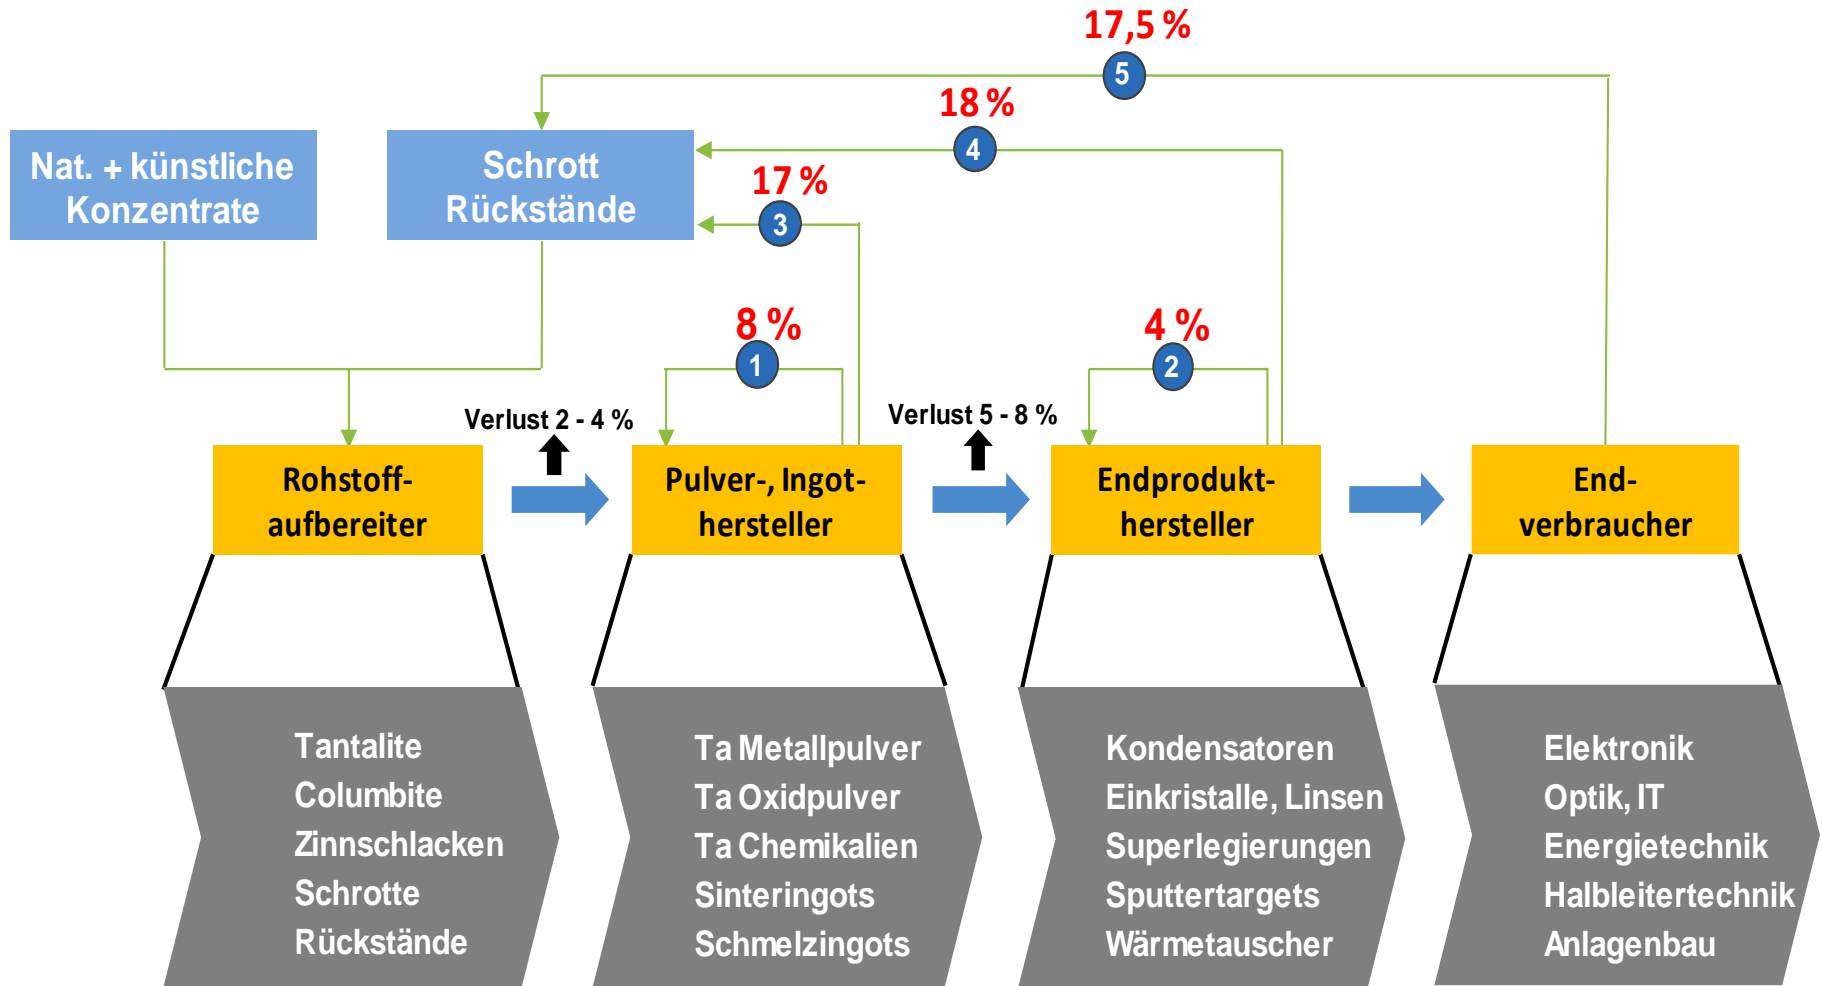 17,5 %
5
18 %
4
Nat. + künstliche
Konzentrate
Schrott
Rückstände
17 %
3
8 %
1
4 %
2
Verlust 2 - 4 %
Verlust 5 - 8 %
Rohstoff-
aufbereiter
Pulver-, Ingot-
hersteller
Endprodukt-
hersteller
End-
verbraucher
Tantalite
Columbite
Zinnschlacken
Schrotte
Rückstände
Ta Metallpulver
Ta Oxidpulver
Ta Chemikalien
Sinteringots
Schmelzingots
Kondensatoren
Einkristalle, Linsen
Superlegierungen
Sputtertargets
Wärmetauscher
Elektronik
Optik, IT
Energietechnik
Halbleitertechnik
Anlagenbau